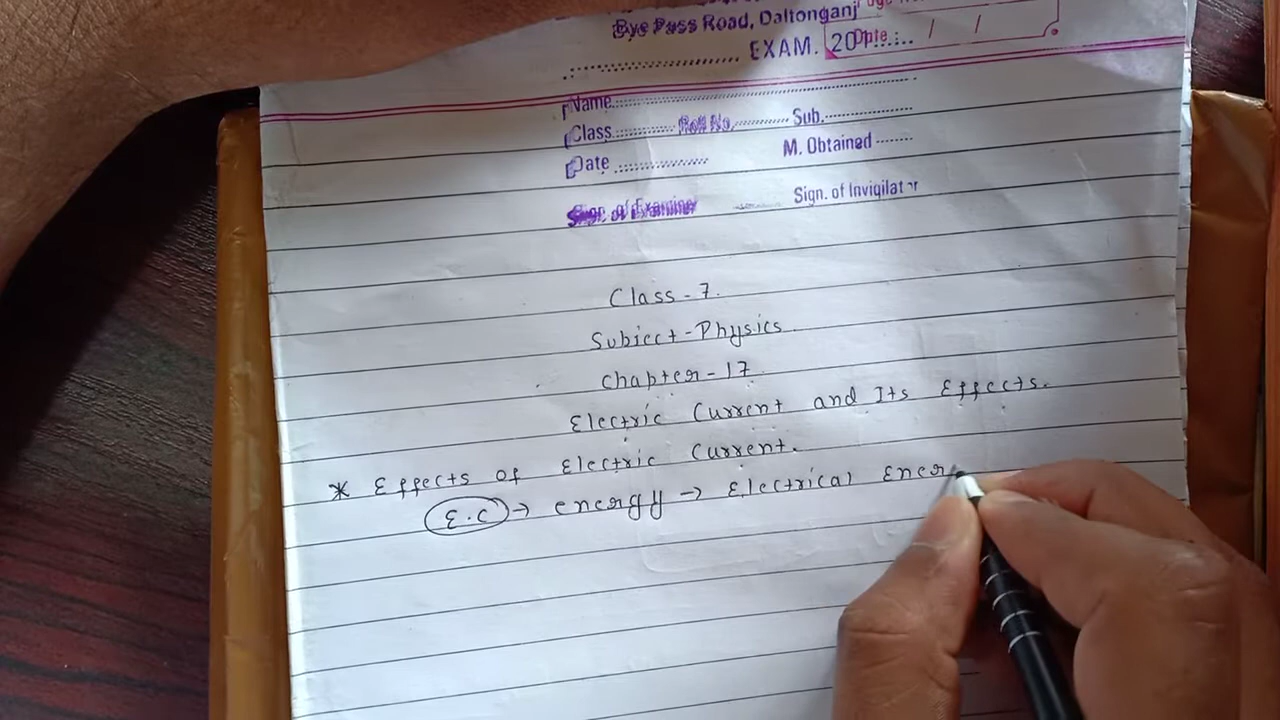 Bye Pass Road, Daltonganj
EXAM. 201
Date : / /
Name
Class Roll No. Sub.
Date M. Obtained
Sign. of Examiner Sign. of Invigilator
Class - 7.
Subject - Physics
Chapter - 17
Electric Current and Its Effects.
* Effects of Electric Current.
E.C → energy → Electrical Ener